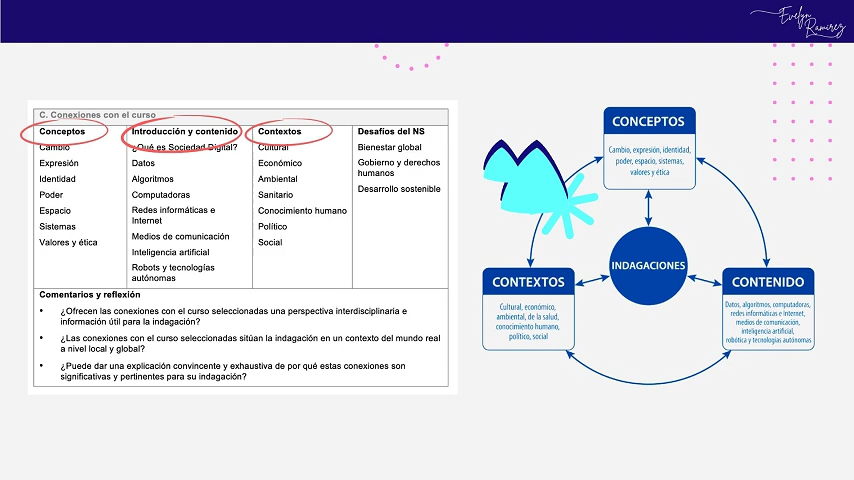 Evelyn
Ramirez
C. Conexiones con el curso
Conceptos
Cambio
Expresión
Identidad
Poder
Espacio
Sistemas
Valores y ética
Introducción y contenido
¿Qué es Sociedad Digital?
Datos
Algoritmos
Computadoras
Redes informáticas e
Internet
Medios de comunicación
Inteligencia artificial
Robots y tecnologías
autónomas
Contextos
Cultural
Económico
Ambiental
Sanitario
Conocimiento humano
Político
Social
Desafíos del NS
Bienestar global
Gobierno y derechos
humanos
Desarrollo sostenible
Comentarios y reflexión
• ¿Ofrecen las conexiones con el curso seleccionadas una perspectiva interdisciplinaria e
información útil para la indagación?
• ¿Las conexiones con el curso seleccionadas sitúan la indagación en un contexto del mundo real
a nivel local y global?
• ¿Puede dar una explicación convincente y exhaustiva de por qué estas conexiones son
significativas y pertinentes para su indagación?
CONCEPTOS
Cambio, expresión, identidad,
poder, espacio, sistemas,
valores y ética
INDAGACIONES
CONTEXTOS
Cultural, económico,
ambiental, de la salud,
conocimiento humano,
político, social
CONTENIDO
Datos, algoritmos, computadoras,
redes informáticas e Internet,
medios de comunicación,
inteligencia artificial,
robótica y tecnologías autónomas